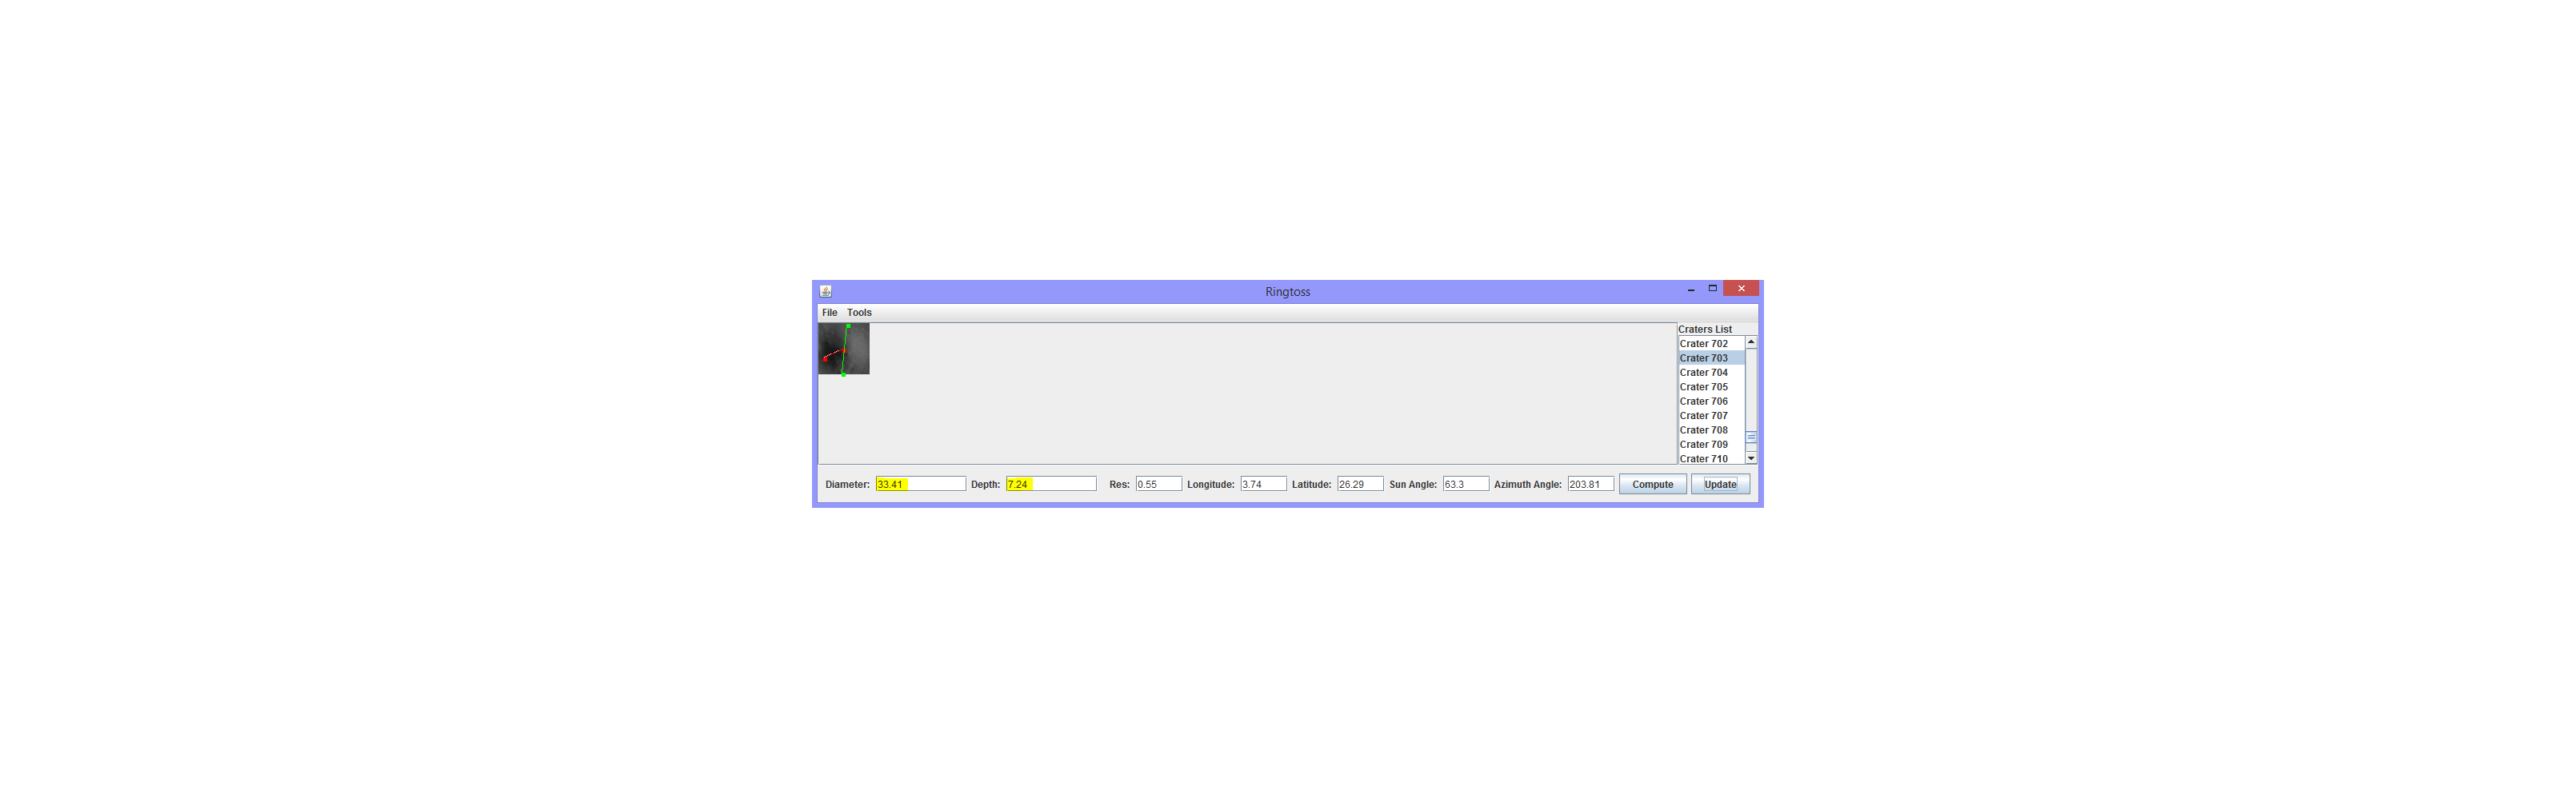 Ringtoss
File Tools
Craters List
Crater 702
Crater 703
Crater 704
Crater 705
Crater 706
Crater 707
Crater 708
Crater 709
Crater 710
Diameter: 33.41 Depth: 7.24 Res: 0.55 Longitude: 3.74 Latitude: 26.29 Sun Angle: 63.3 Azimuth Angle: 203.81 Compute Update